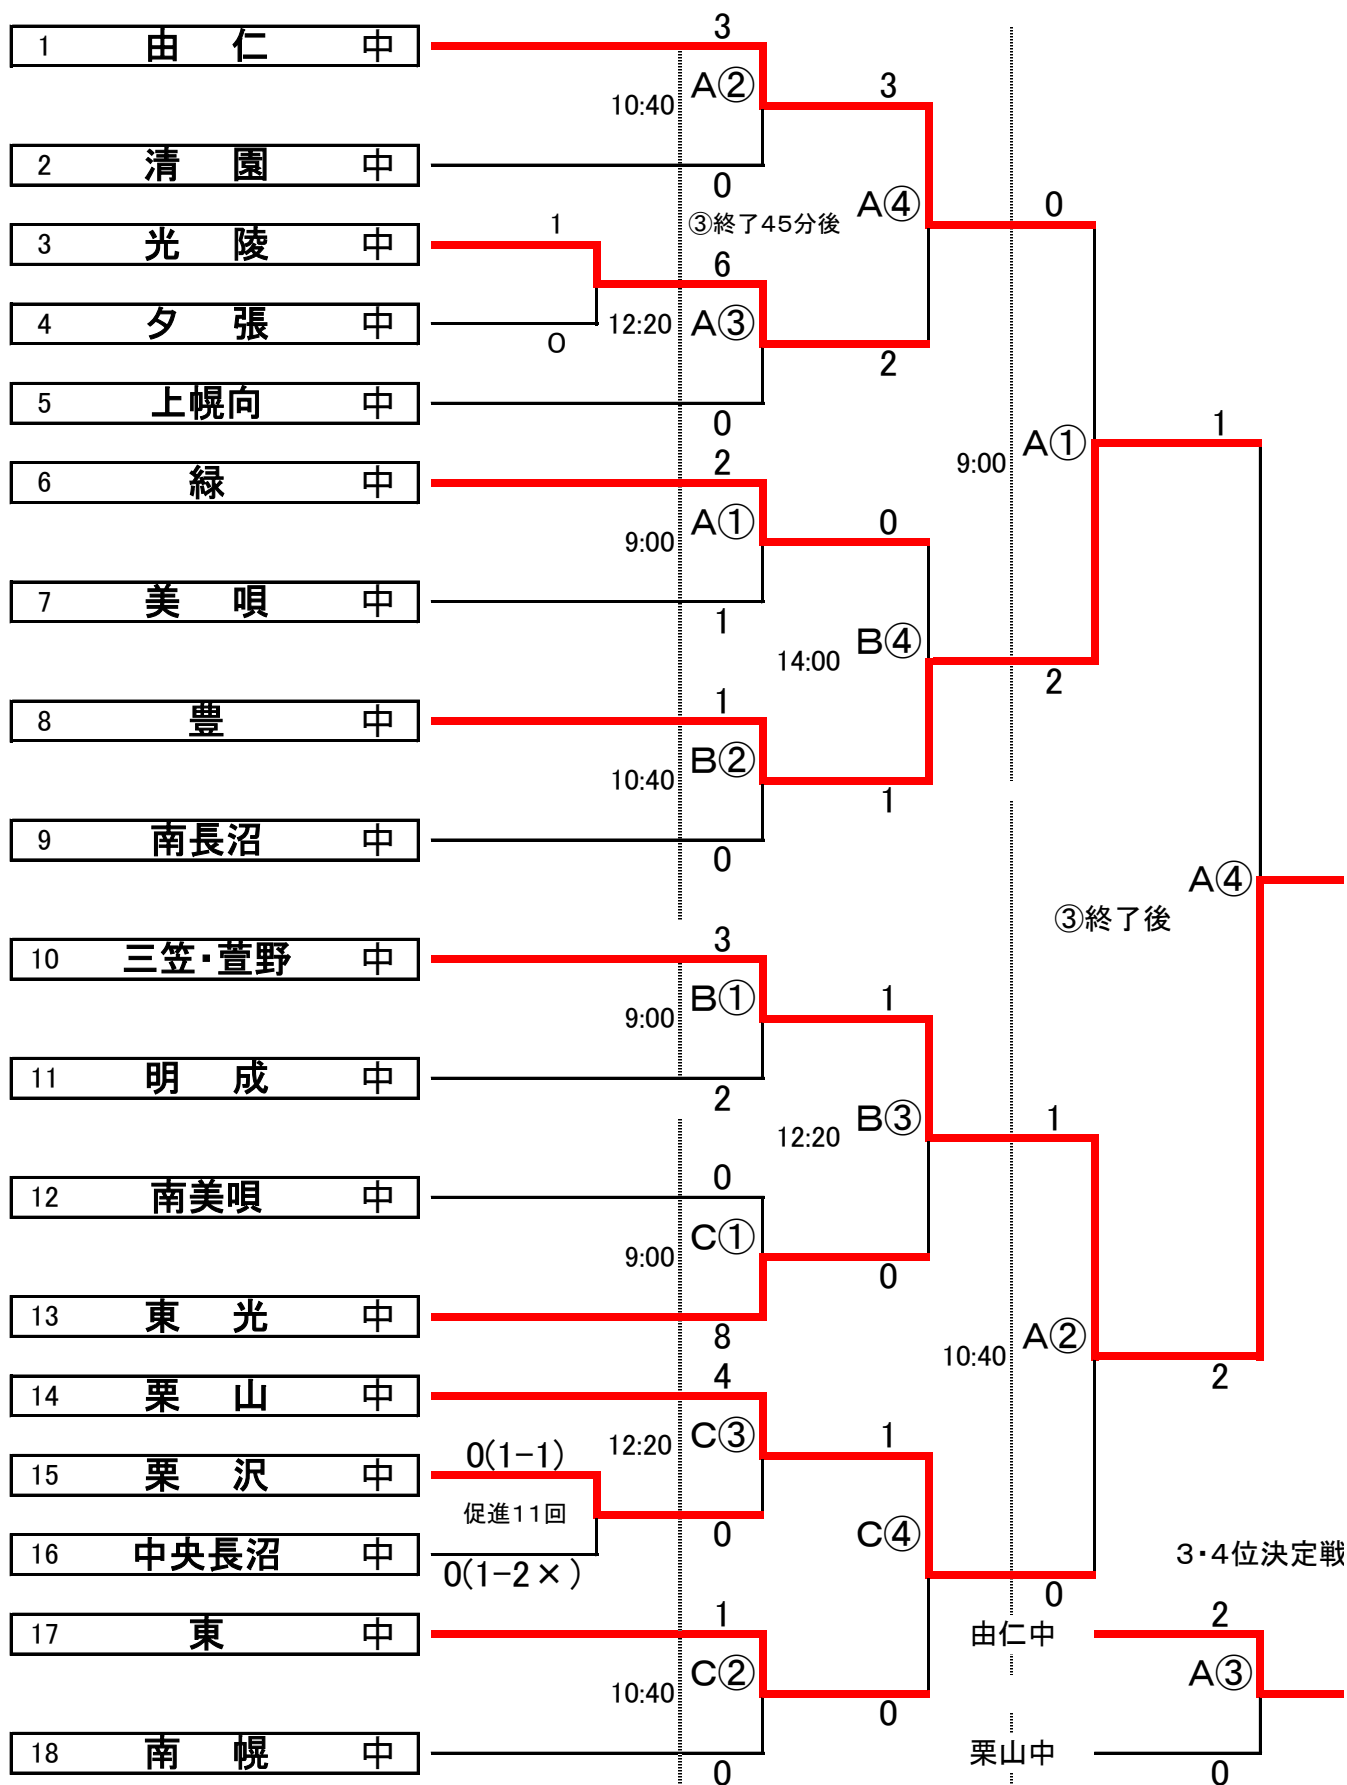 3
1 由 仁 中
A②
3
10:40
2 清 園 中
0
A④
0
③終了45分後
1
3 光 陵 中
6
4 夕 張 中
12:20
A③
0
2
5 上幌向 中
0
1
A①
9:00
2
6 緑 中
0
A①
9:00
7 美 唄 中
1
B④
14:00
2
1
8 豊 中
B②
10:40
1
9 南長沼 中
0
A④
③終了後
3
10 三笠・萱野 中
1
B①
9:00
11 明 成 中
2
B③
12:20
1
0
12 南美唄 中
C①
9:00
0
13 東 光 中
8
A②
10:40
2
4
14 栗 山 中
1
C③
12:20
0(1-1)
15 栗 沢 中
促進11回
0
C④
16 中央長沼 中
3・4位決定戦
0(1-2×)
0
1
2
17 東 中
由仁中
C②
A③
10:40
0
18 南 幌 中
栗山中
0
0